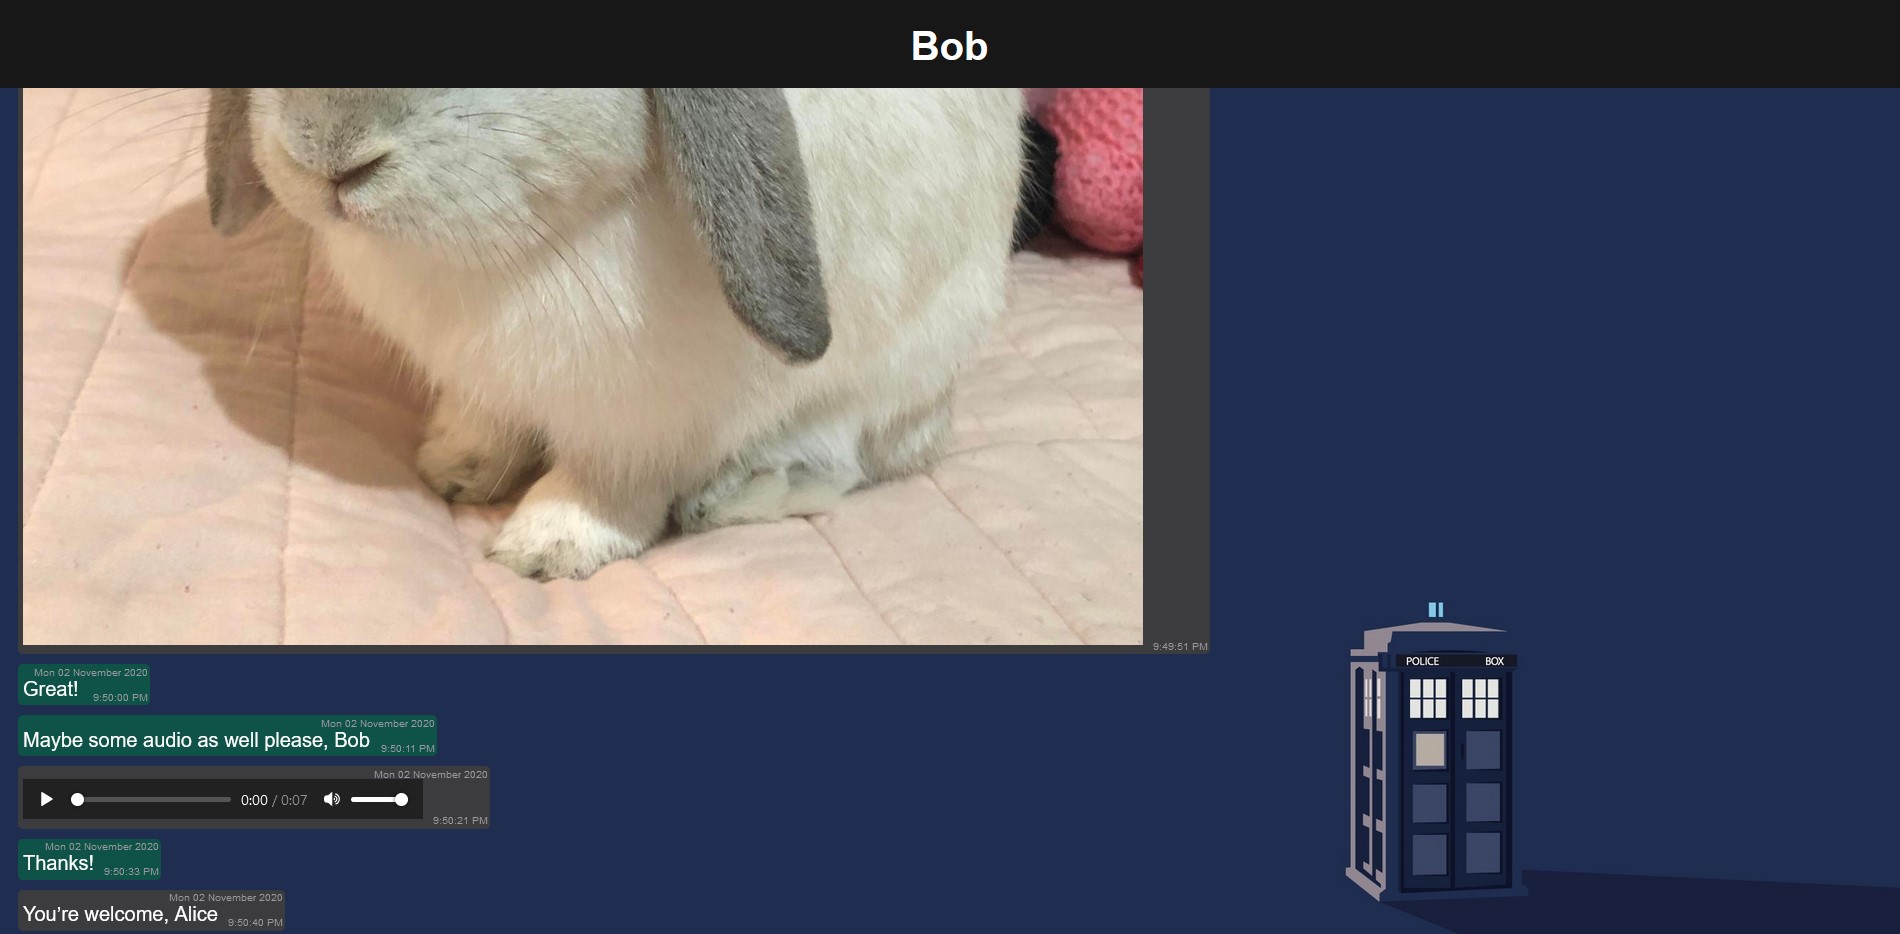 Bob
9:49:51 PM
Mon 02 November 2020
Great!
9:50:00 PM
Mon 02 November 2020
Maybe some audio as well please, Bob
9:50:11 PM
Mon 02 November 2020
0:00 / 0:07
9:50:21 PM
Mon 02 November 2020
Thanks!
9:50:33 PM
Mon 02 November 2020
You’re welcome, Alice
9:50:40 PM
POLICE BOX